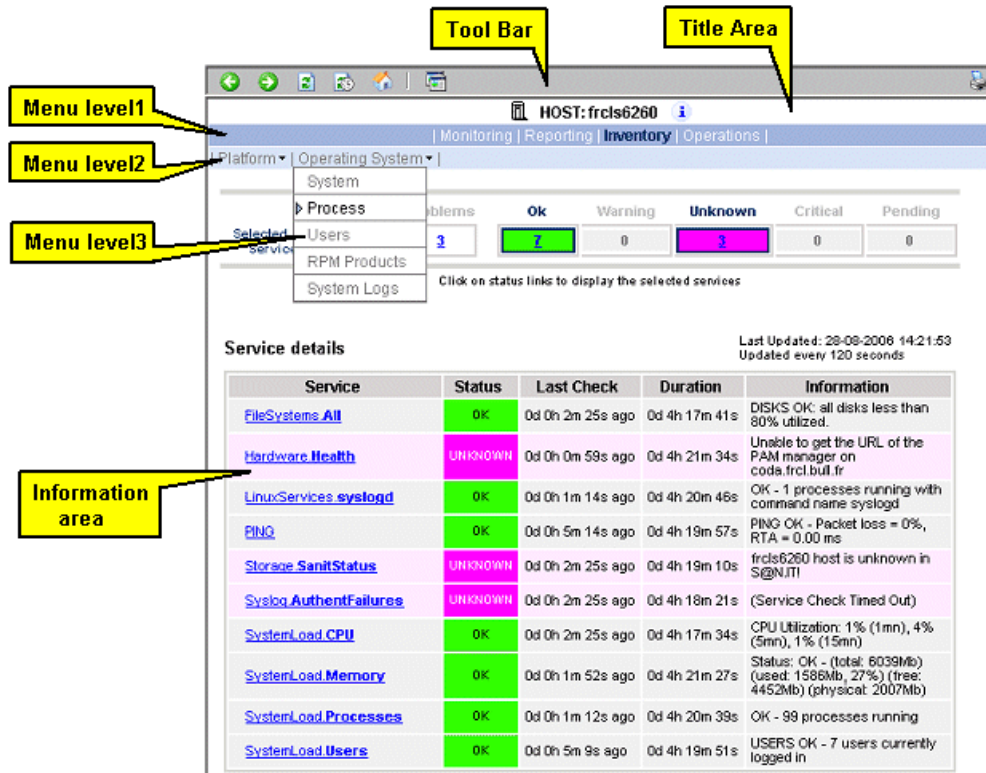 Tool Bar
Title Area
Menu level1
HOST: frcls6260
| Monitoring | Reporting | Inventory | Operations |
Menu level2
| Platform | Operating System |
System
Process
Users
RPM Products
System Logs
Menu level3
Selected
Ok
Warning
Unknown
Critical
Pending
3
7
0
3
0
0
Click on status links to display the selected services
Service details
Last Updated: 28-08-2006 14:21:53
Updated every 120 seconds
Service Status Last Check Duration Information
FileSystems.All OK 0d 0h 2m 25s ago 0d 4h 17m 41s DISKS OK: all disks less than
80% utilized.
Hardware.Health UNKNOWN 0d 0h 0m 59s ago 0d 4h 21m 34s Unable to get the URL of the
PAM manager on
coda.frcl.bull.fr
Information
area
LinuxServices.syslogd OK 0d 0h 1m 14s ago 0d 4h 20m 46s OK - 1 processes running with
command name syslogd
PING OK 0d 0h 5m 14s ago 0d 4h 19m 57s PING OK - Packet loss = 0%,
RTA = 0.00 ms
Storage.SanitStatus UNKNOWN 0d 0h 2m 25s ago 0d 4h 19m 10s frcls6260 host is unknown in
S@N.IT!
Syslog.AuthentFailures UNKNOWN 0d 0h 2m 25s ago 0d 4h 18m 21s (Service Check Timed Out)
SystemLoad.CPU OK 0d 0h 2m 25s ago 0d 4h 17m 34s CPU Utilization: 1% (1mn), 4%
(5mn), 1% (15mn)
SystemLoad.Memory OK 0d 0h 1m 52s ago 0d 4h 21m 27s Status: OK - (total: 6039Mb)
(used: 1586Mb, 27%) (free:
4452Mb) (physical: 2007Mb)
SystemLoad.Processes OK 0d 0h 1m 12s ago 0d 4h 20m 39s OK - 99 processes running
SystemLoad.Users OK 0d 0h 5m 9s ago 0d 4h 19m 51s USERS OK - 7 users currently
logged in